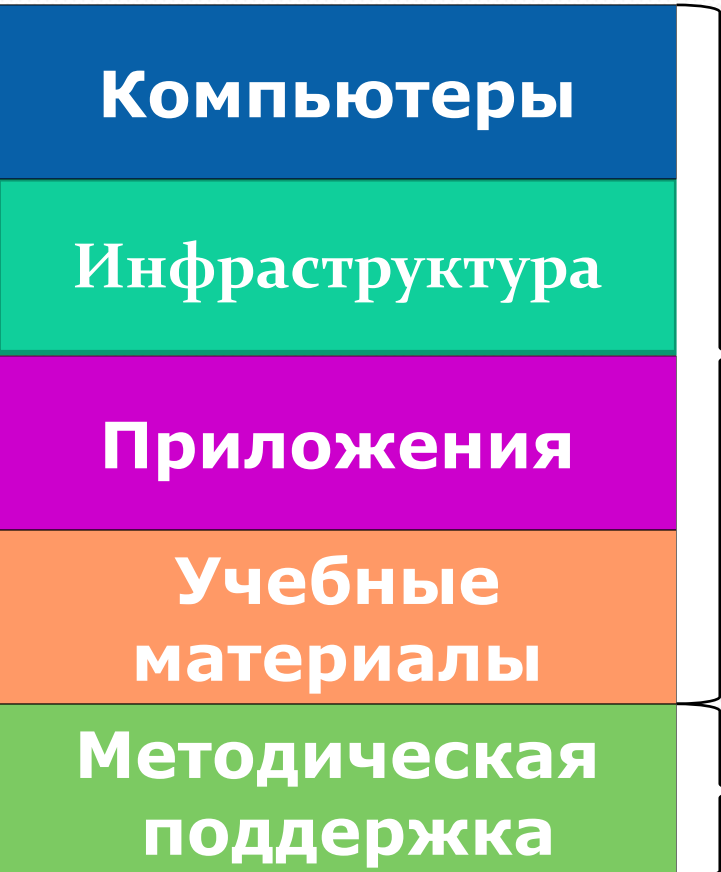 Компьютеры
Инфраструктура
Приложения
Учебные
материалы
Методическая
поддержка